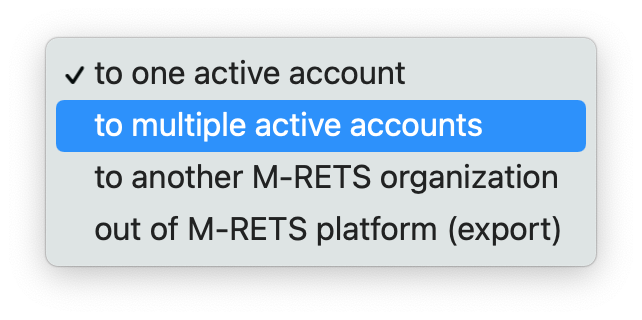 ✓ to one active account
to multiple active accounts
to another M-RETS organization
out of M-RETS platform (export)